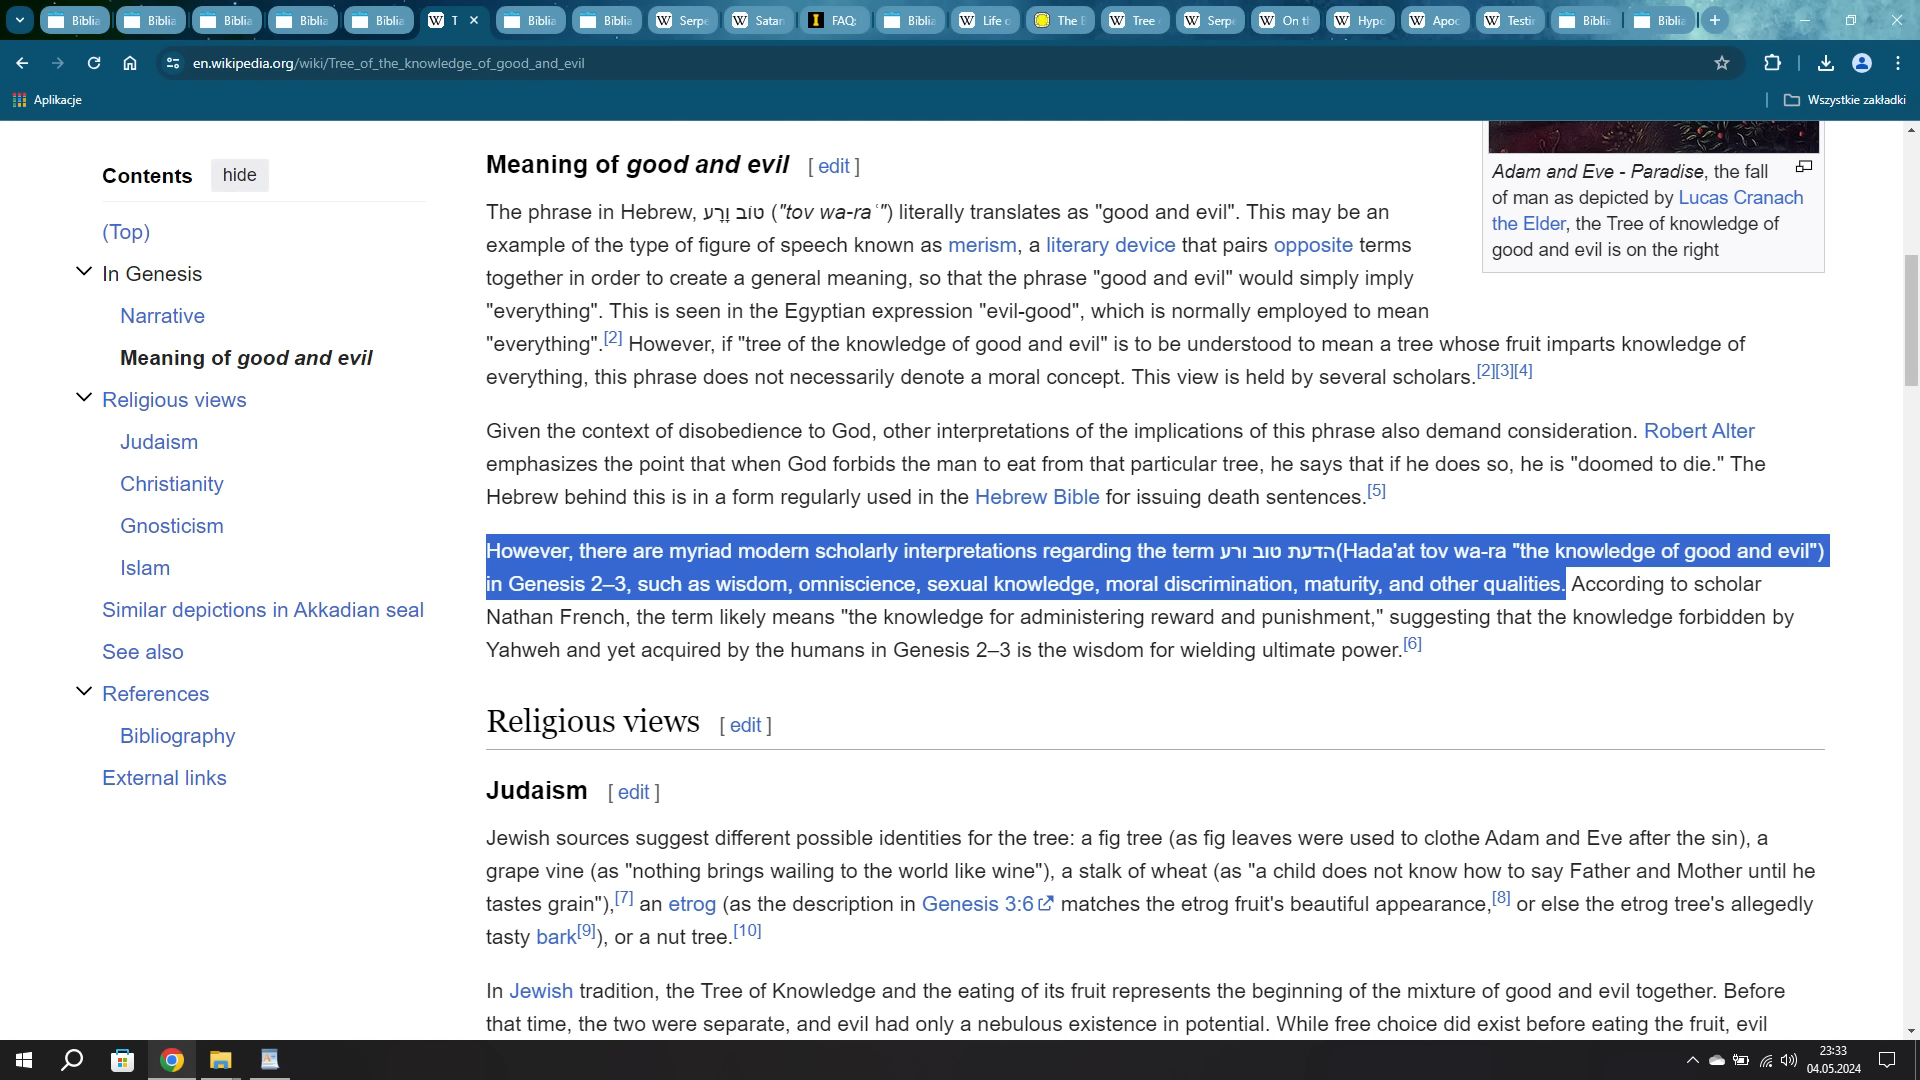 Biblia
Biblia
Biblia
Biblia
Biblia
T
Biblia
Biblia
Serpe
Satan
FAQ:
Biblia
Life o
The B
Tree
Serpe
On th
Hypo
Apoc
Testin
Biblia
Biblia
en.wikipedia.org/wiki/Tree_of_the_knowledge_of_good_and_evil
Aplikacje
Wszystkie zakładki
Contents hide
(Top)
In Genesis
Narrative
Meaning of good and evil
Religious views
Judaism
Christianity
Gnosticism
Islam
Similar depictions in Akkadian seal
See also
References
Bibliography
External links
Meaning of good and evil [ edit ]
The phrase in Hebrew, טוֹב וָרָע ("tov wa-raʿ") literally translates as "good and evil". This may be an
example of the type of figure of speech known as merism, a literary device that pairs opposite terms
together in order to create a general meaning, so that the phrase "good and evil" would simply imply
"everything". This is seen in the Egyptian expression "evil-good", which is normally employed to mean
"everything".[2] However, if "tree of the knowledge of good and evil" is to be understood to mean a tree whose fruit imparts knowledge of
everything, this phrase does not necessarily denote a moral concept. This view is held by several scholars.[2][3][4]
Adam and Eve - Paradise, the fall
of man as depicted by Lucas Cranach
the Elder, the Tree of knowledge of
good and evil is on the right
Given the context of disobedience to God, other interpretations of the implications of this phrase also demand consideration. Robert Alter
emphasizes the point that when God forbids the man to eat from that particular tree, he says that if he does so, he is "doomed to die." The
Hebrew behind this is in a form regularly used in the Hebrew Bible for issuing death sentences.[5]
However, there are myriad modern scholarly interpretations regarding the term הדעת טוב ורע(Hada'at tov wa-ra "the knowledge of good and evil")
in Genesis 2–3, such as wisdom, omniscience, sexual knowledge, moral discrimination, maturity, and other qualities. According to scholar
Nathan French, the term likely means "the knowledge for administering reward and punishment," suggesting that the knowledge forbidden by
Yahweh and yet acquired by the humans in Genesis 2–3 is the wisdom for wielding ultimate power.[6]
Religious views [ edit ]
Judaism [ edit ]
Jewish sources suggest different possible identities for the tree: a fig tree (as fig leaves were used to clothe Adam and Eve after the sin), a
grape vine (as "nothing brings wailing to the world like wine"), a stalk of wheat (as "a child does not know how to say Father and Mother until he
tastes grain"),[7] an etrog (as the description in Genesis 3:6 matches the etrog fruit's beautiful appearance,[8] or else the etrog tree's allegedly
tasty bark[9]), or a nut tree.[10]
In Jewish tradition, the Tree of Knowledge and the eating of its fruit represents the beginning of the mixture of good and evil together. Before
that time, the two were separate, and evil had only a nebulous existence in potential. While free choice did exist before eating the fruit, evil
23:33
04.05.2024